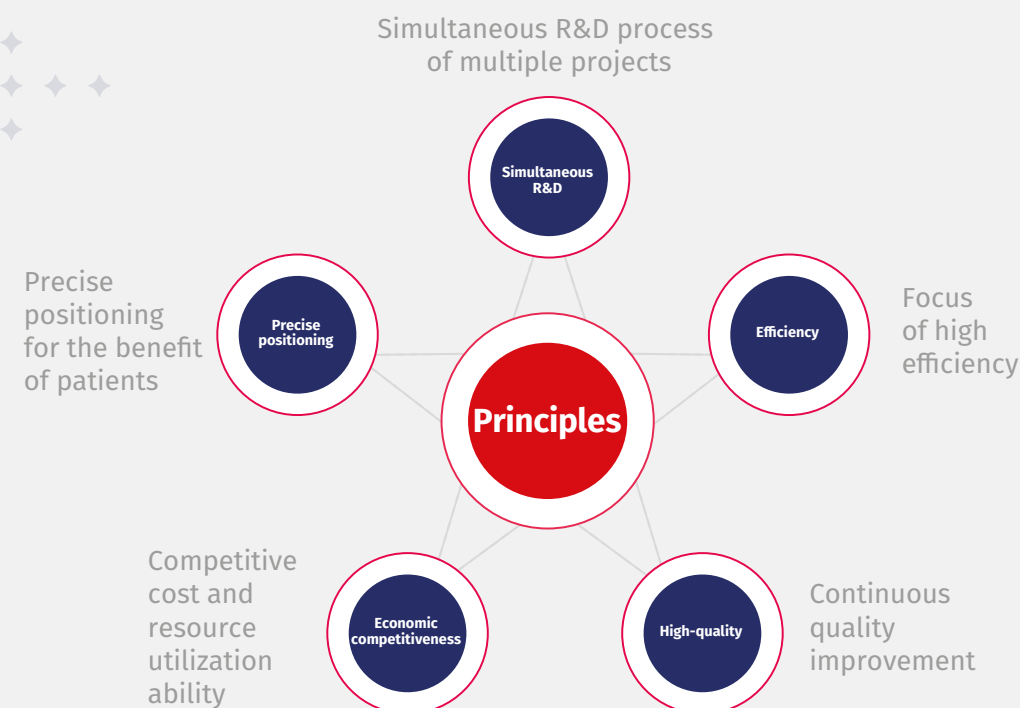 Simultaneous R&D process
of multiple projects
Simultaneous
R&D
Precise
positioning
for the benefit
of patients
Precise
positioning
Efficiency
Focus
of high
efficiency
Principles
Competitive
cost and
resource
utilization
ability
Economic
competitiveness
High-quality
Continuous
quality
improvement